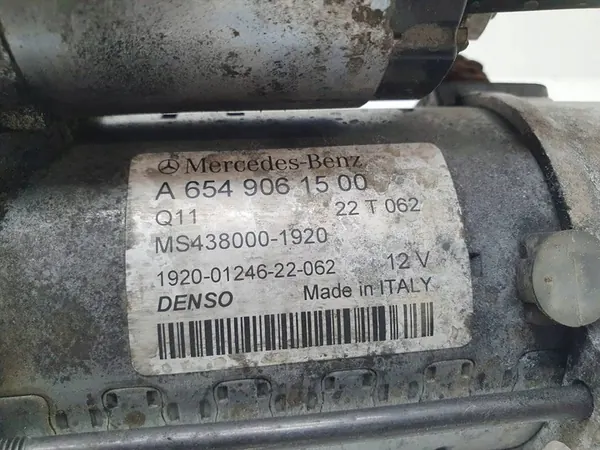 Mercedes-Benz
A 654 906 15 00
Q11 22 T 062
MS438000-1920
1920-01246-22-062 12 V
DENSO Made in ITALY